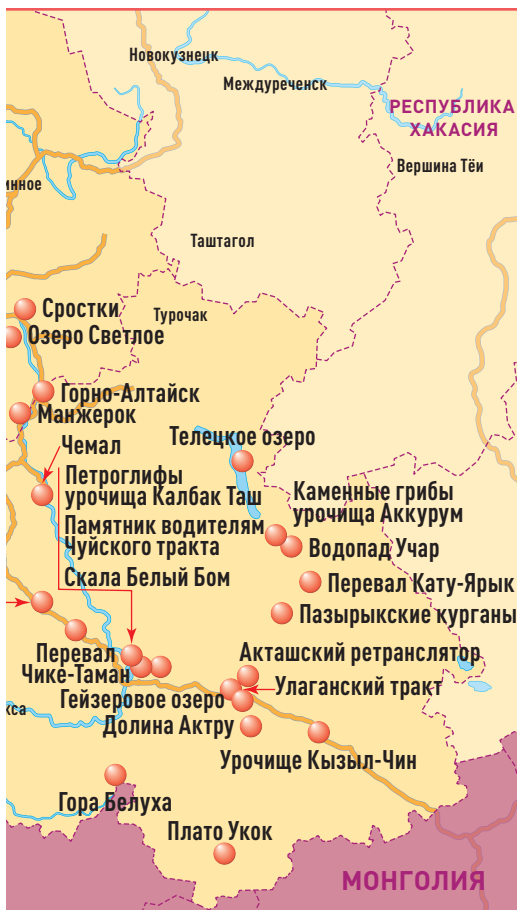 Новокузнецк
Междуреченск
РЕСПУБЛИКА
ХАКАСИЯ
Вершина Тёи
инное
Таштагол
Сростки
Турочак
Озеро Светлое
Горно-Алтайск
Манжерок
Телецкое озеро
Чемал
Петроглифы
урочища Калбак Таш
Каменные грибы
урочища Аккурум
Памятник водителям
Чуйского тракта
Водопад Учар
Скала Белый Бом
Перевал Кату-Ярык
Пазырыкские курганы
Перевал
Чике-Таман
Акташский ретранслятор
Улаганский тракт
Гейзеровое озеро
кса
Долина Актру
Урочище Кызыл-Чин
Гора Белуха
Плато Укок
МОНГОЛИЯ